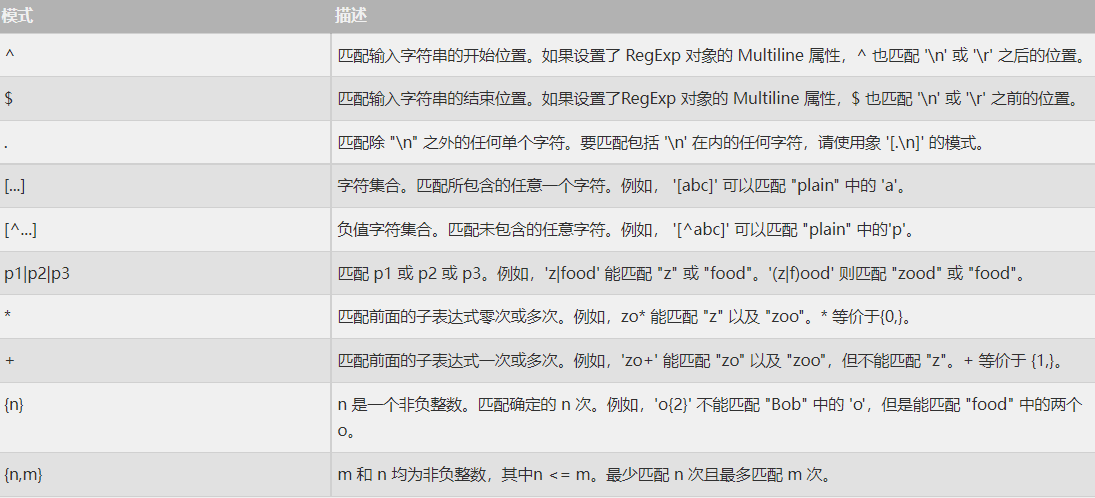 模式 描述
^ 匹配输入字符串的开始位置。如果设置了 RegExp 对象的 Multiline 属性，^ 也匹配 '\n' 或 '\r' 之后的位置。
$ 匹配输入字符串的结束位置。如果设置了RegExp 对象的 Multiline 属性，$ 也匹配 '\n' 或 '\r' 之前的位置。
. 匹配除 "\n" 之外的任何单个字符。要匹配包括 '\n' 在内的任何字符，请使用象 '[.\n]' 的模式。
[...] 字符集合。匹配所包含的任意一个字符。例如， '[abc]' 可以匹配 "plain" 中的 'a'。
[^...] 负值字符集合。匹配未包含的任意字符。例如， '[^abc]' 可以匹配 "plain" 中的'p'。
p1|p2|p3 匹配 p1 或 p2 或 p3。例如，'z|food' 能匹配 "z" 或 "food"。'(z|f)ood' 则匹配 "zood" 或 "food"。
* 匹配前面的子表达式零次或多次。例如，zo* 能匹配 "z" 以及 "zoo"。* 等价于{0,}。
+ 匹配前面的子表达式一次或多次。例如，'zo+' 能匹配 "zo" 以及 "zoo"，但不能匹配 "z"。+ 等价于 {1,}。
{n} n 是一个非负整数。匹配确定的 n 次。例如，'o{2}' 不能匹配 "Bob" 中的 'o'，但是能匹配 "food" 中的两个
o。
{n,m} m 和 n 均为非负整数，其中n <= m。最少匹配 n 次且最多匹配 m 次。